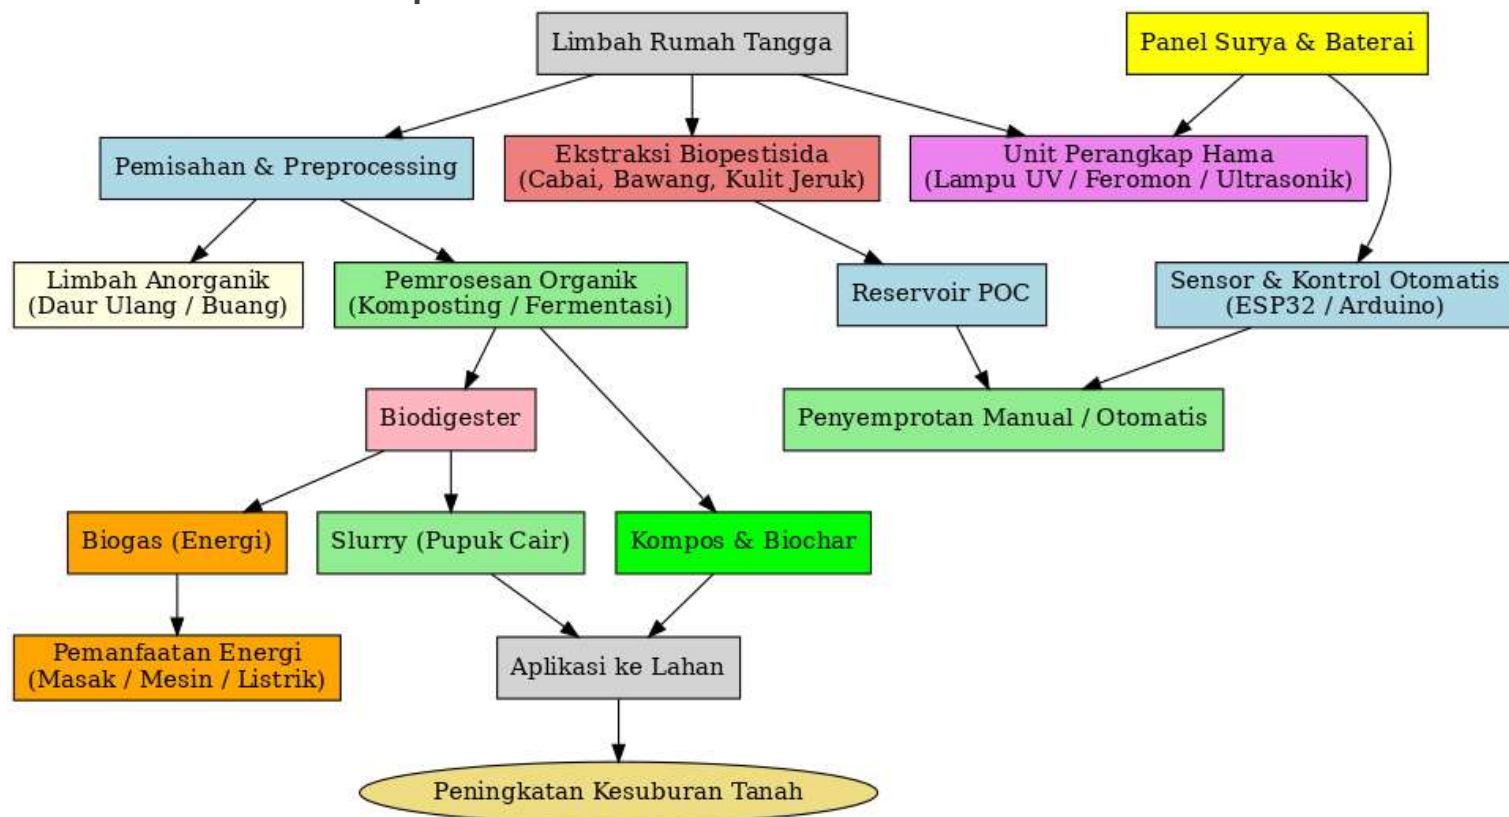 Limbah Rumah Tangga
Panel Surya & Baterai
Pemisahan & Preprocessing
Ekstraksi Biopestisida
(Cabai, Bawang, Kulit Jeruk)
Unit Perangkap Hama
(Lampu UV / Feromon / Ultrasonik)
Limbah Anorganik
(Daur Ulang / Buang)
Pemrosesan Organik
(Komposting / Fermentasi)
Reservoir POC
Sensor & Kontrol Otomatis
(ESP32 / Arduino)
Biodigester
Penyemprotan Manual / Otomatis
Biogas (Energi)
Slurry (Pupuk Cair)
Kompos & Biochar
Pemanfaatan Energi
(Masak / Mesin / Listrik)
Aplikasi ke Lahan
Peningkatan Kesuburan Tanah